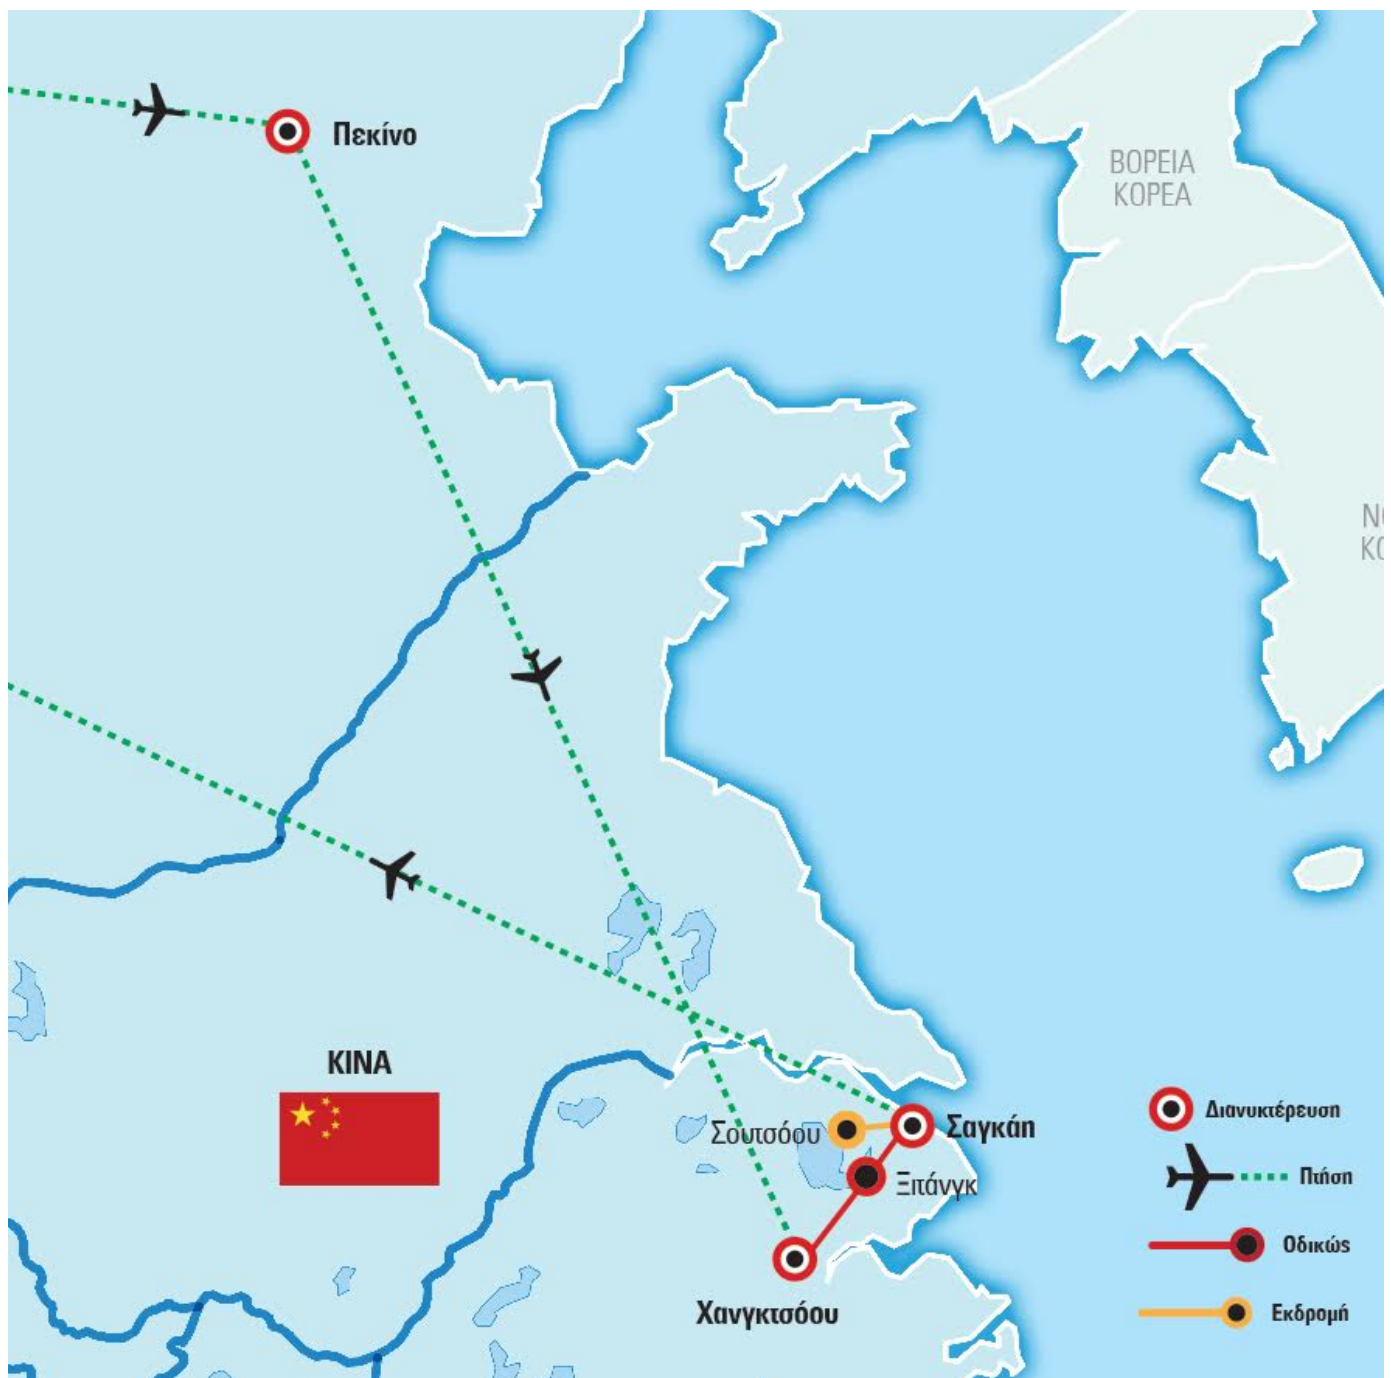 Πεκίνο
ΒΟΡΕΙΑ
ΚΟΡΕΑ
ΚΙΝΑ
Σουτσόου
Σαγκάη
Ξιτάνγκ
Χανγκτσόου
Διανυκτέρευση
Πτήση
Οδικώς
Εκδρομή